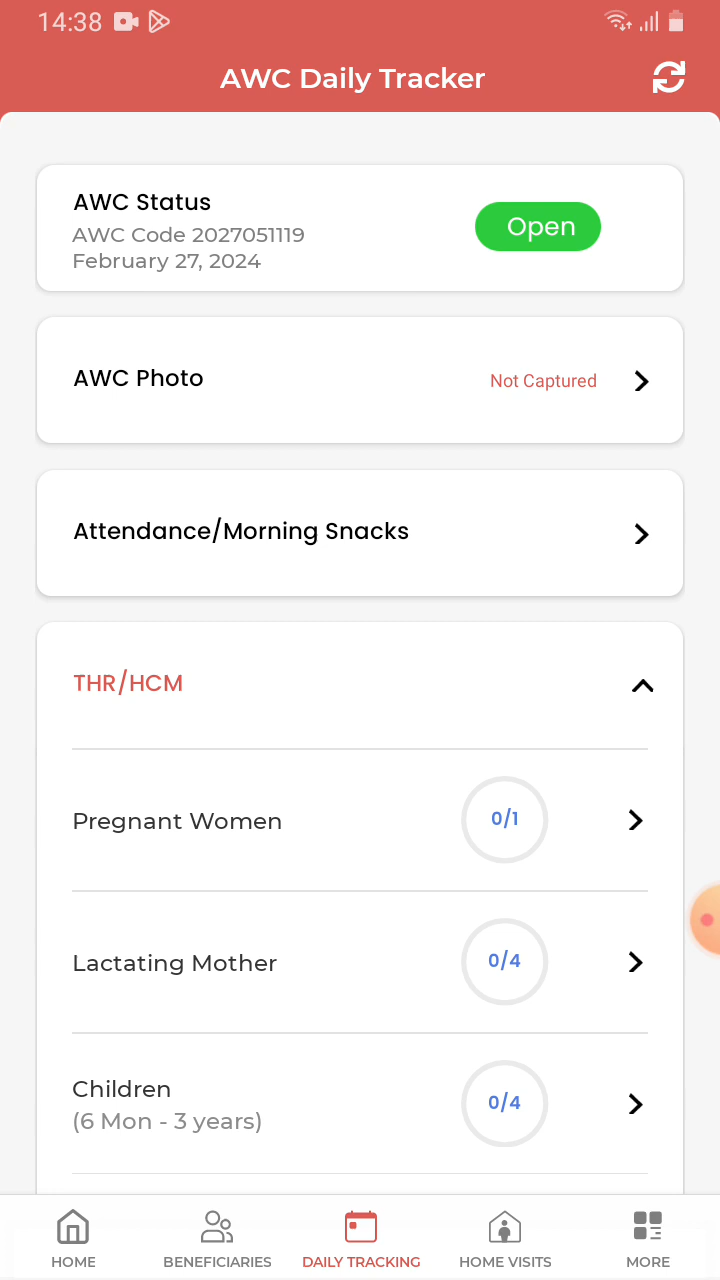 14:38
AWC Daily Tracker
AWC Status
AWC Code 2027051119
February 27, 2024
Open
AWC Photo
Not Captured
Attendance/Morning Snacks
THR/HCM
Pregnant Women
0/1
Lactating Mother
0/4
Children
(6 Mon - 3 years)
0/4
HOME
BENEFICIARIES
DAILY TRACKING
HOME VISITS
MORE